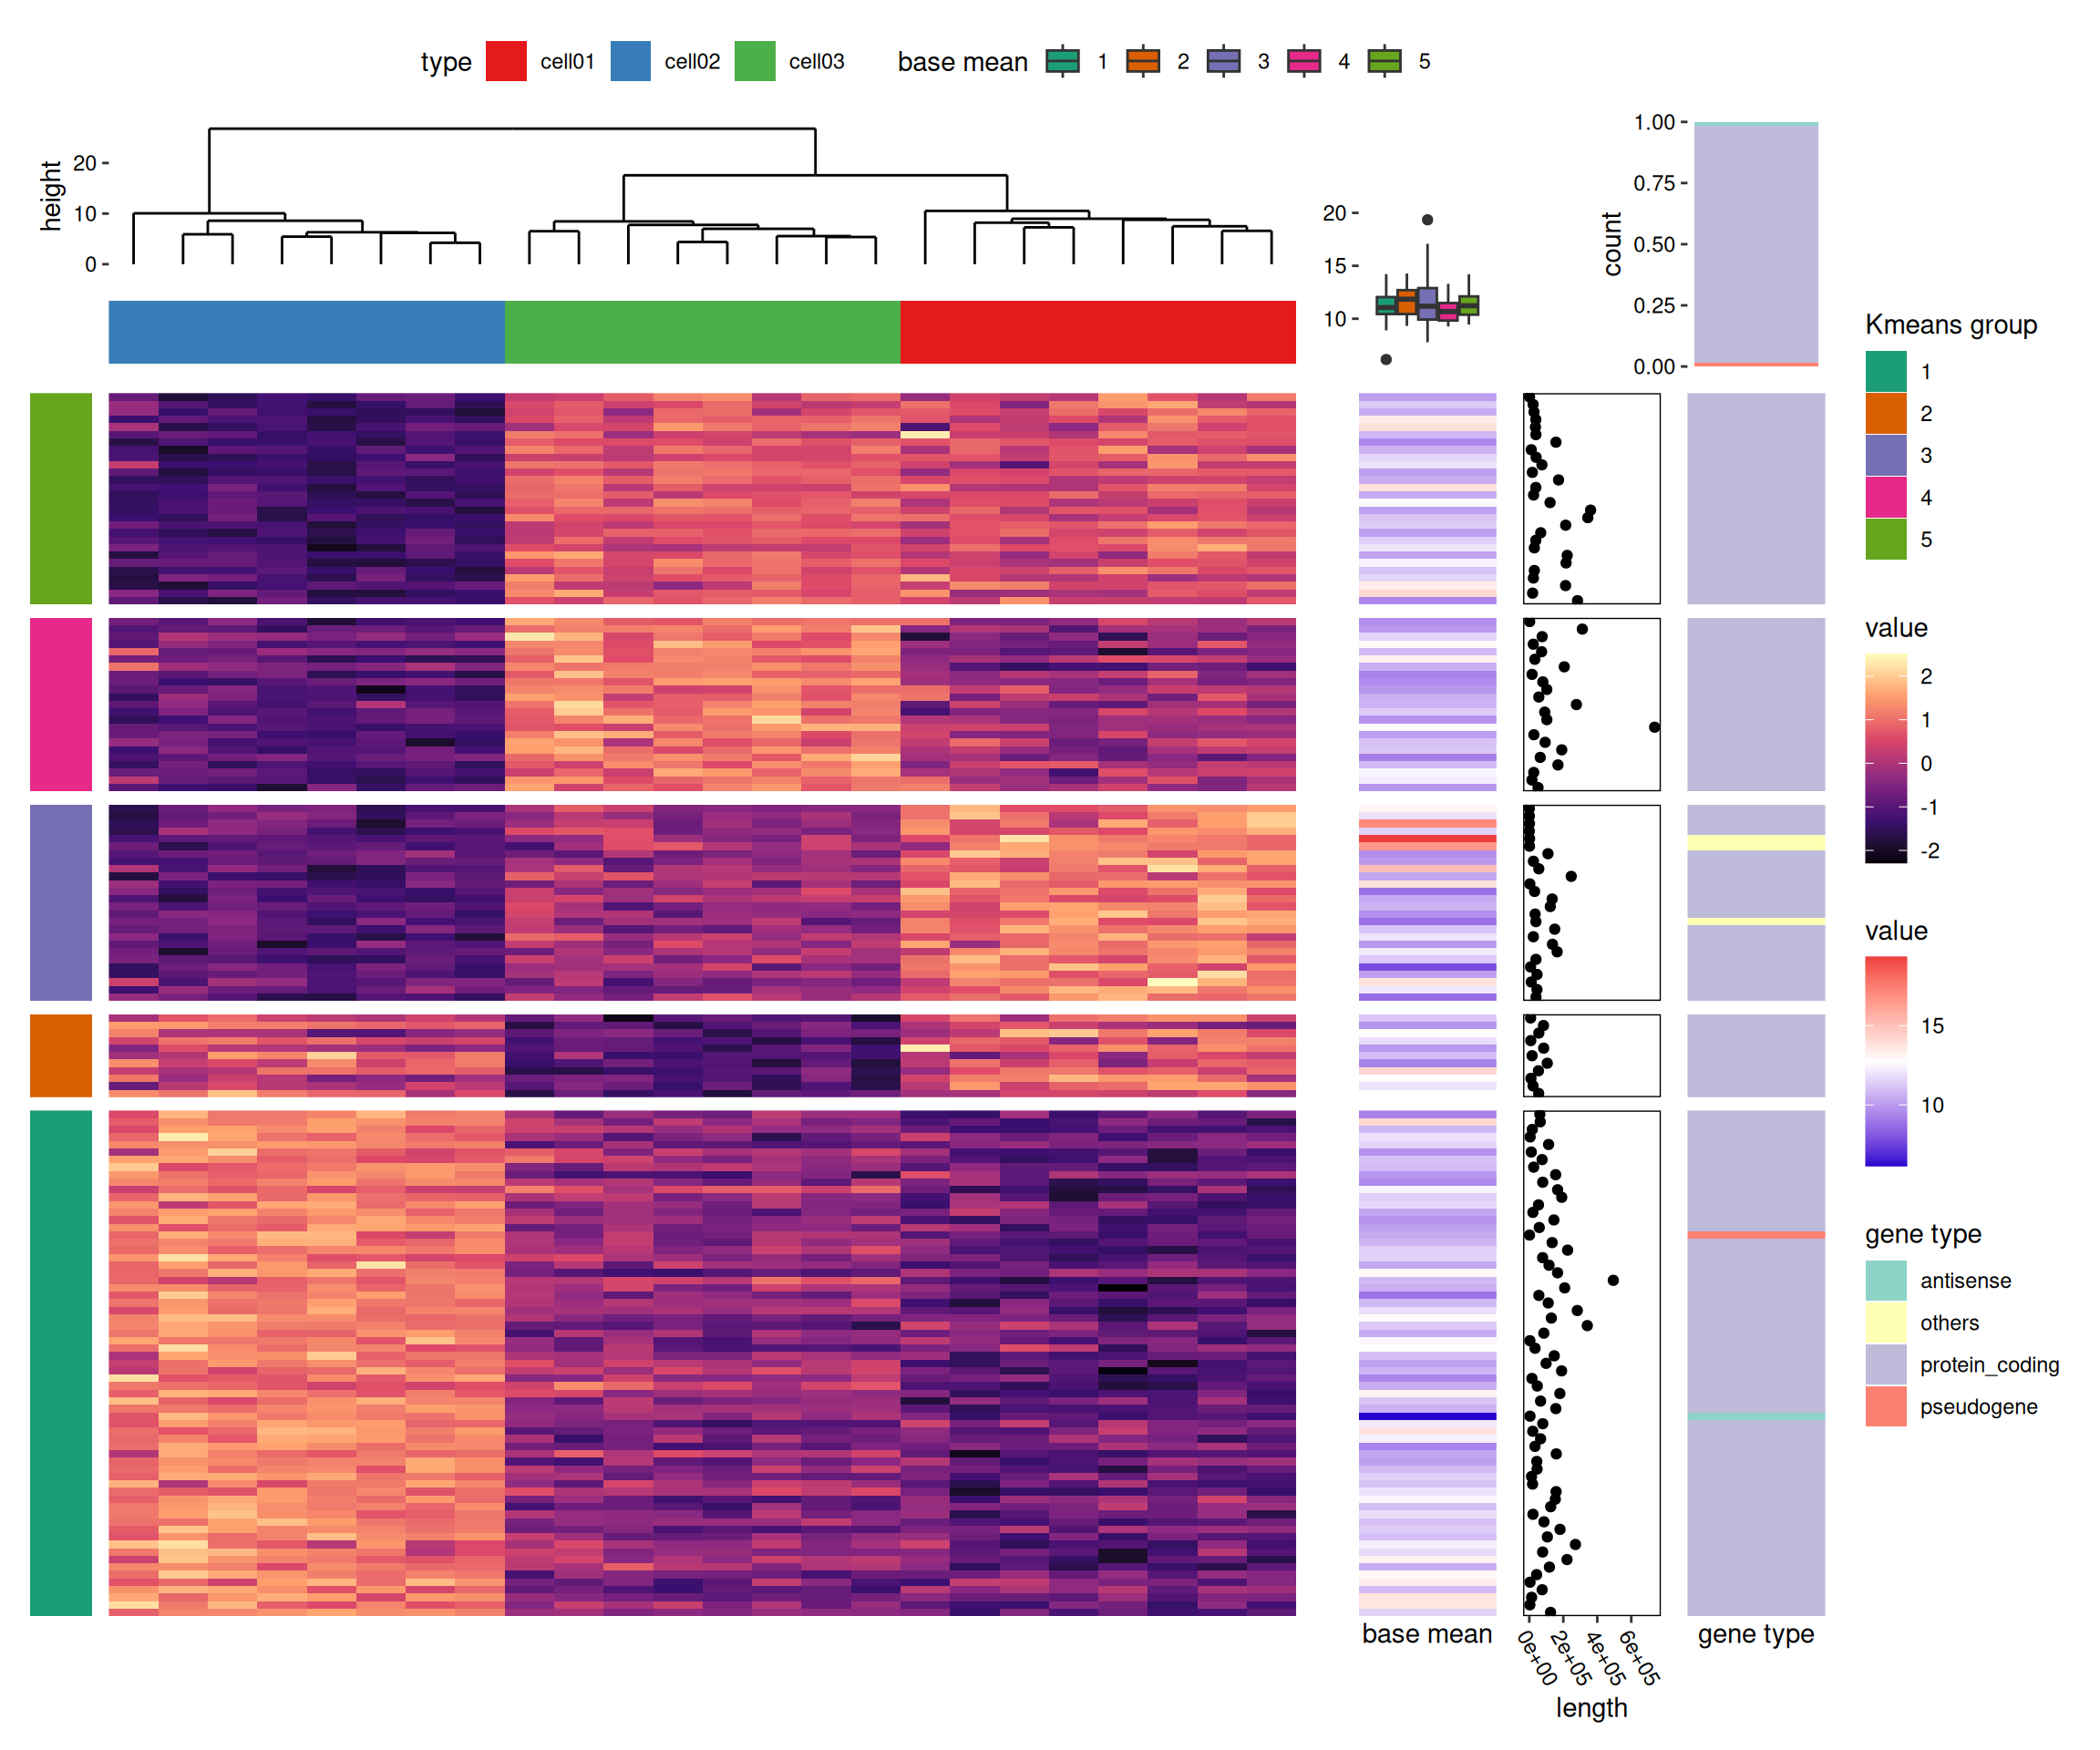 type cell01 cell02 cell03 base mean 1 2 3 4 5
height
20
10
0
20
15
10
count
1.00
0.75
0.50
0.25
0.00
Kmeans group
1
2
3
4
5
value
2
1
0
-1
-2
value
15
10
gene type
antisense
others
protein_coding
pseudogene
base mean
0e+00 2e+05 4e+05 6e+05
length
gene type